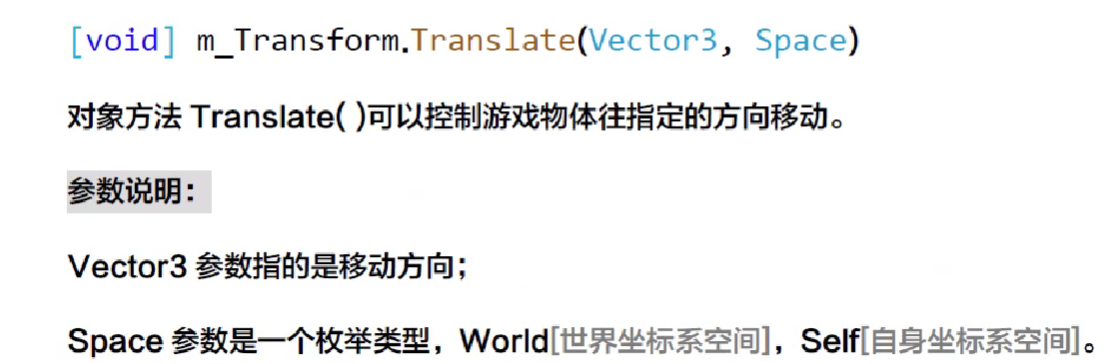 [void] m_Transform.Translate(Vector3, Space)
对象方法 Translate( )可以控制游戏物体往指定的方向移动。
参数说明：
Vector3 参数指的是移动方向；
Space 参数是一个枚举类型，World[世界坐标系空间]，Self[自身坐标系空间]。